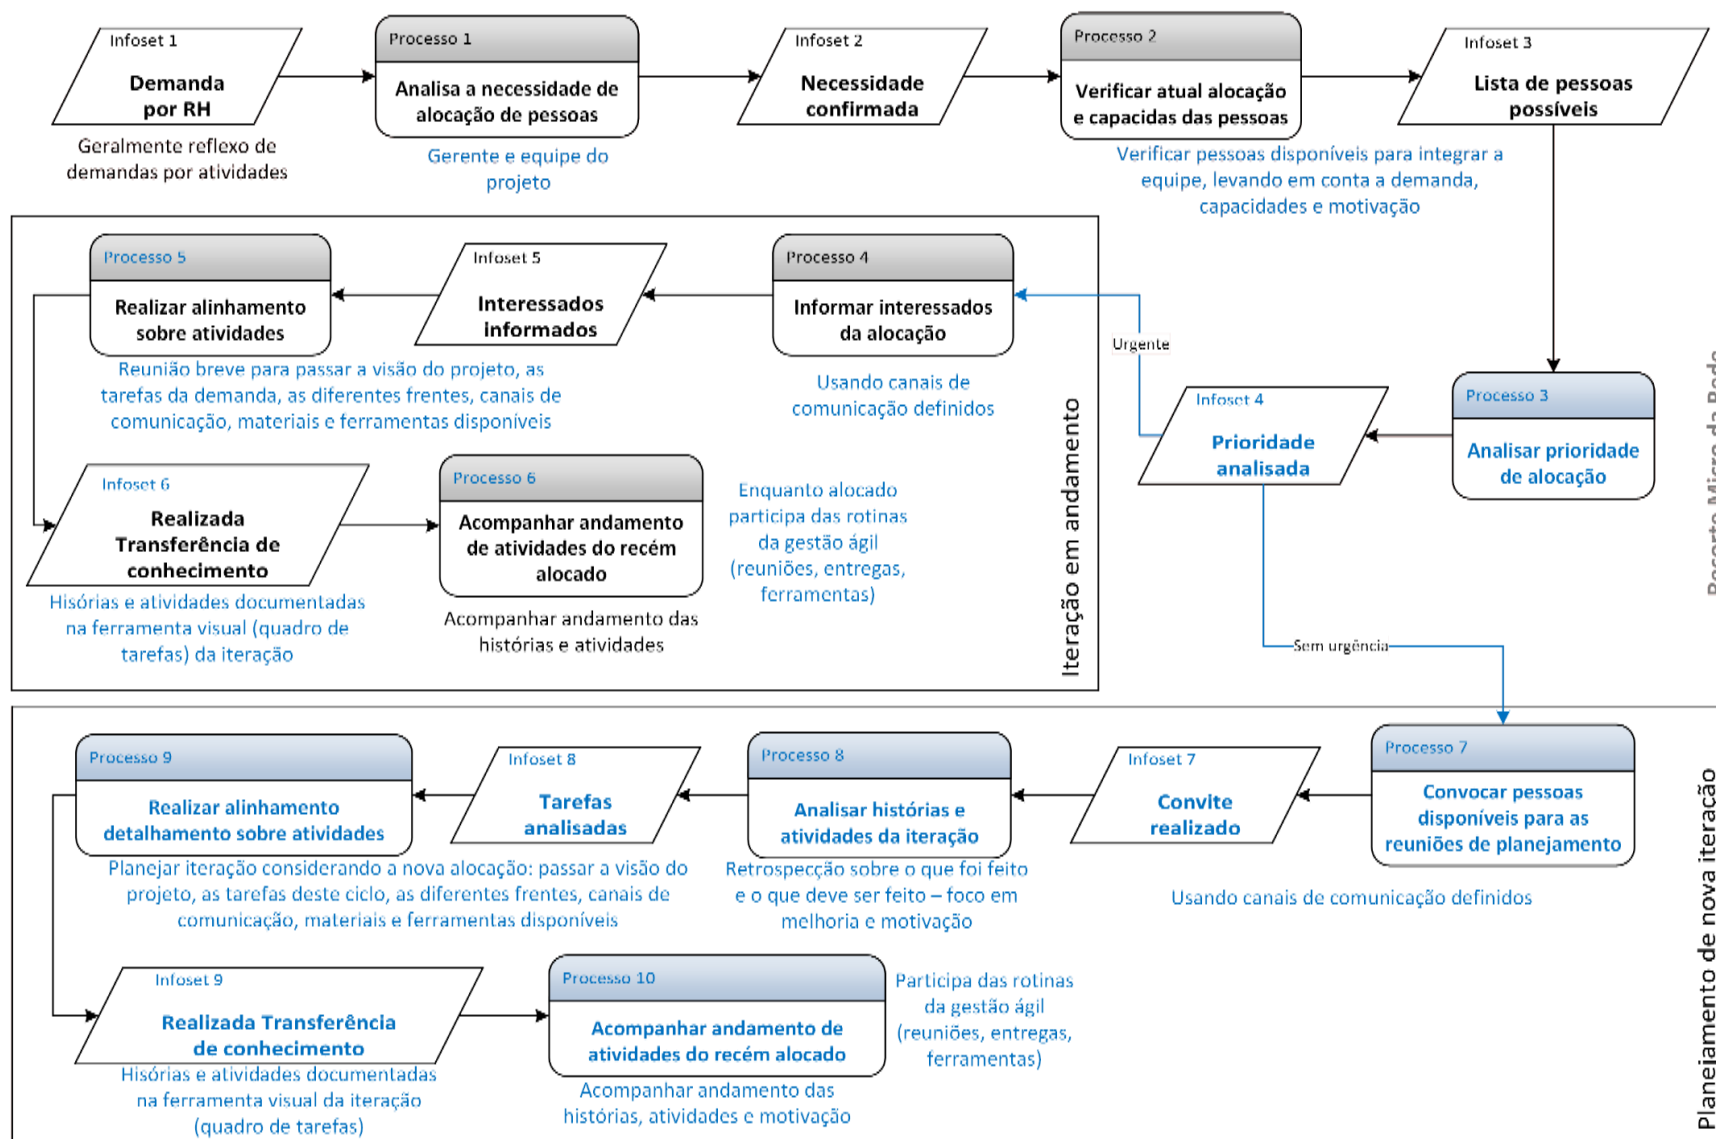 Infoset 1
Demanda
por RH
Geralmente reflexo de
demandas por atividades
Processo 1
Analisa a necessidade de
alocação de pessoas
Gerente e equipe do
projeto
Infoset 2
Necessidade
confirmada
Processo 2
Verificar atual alocação
e capacidas das pessoas
Verificar pessoas disponíveis para integrar a
equipe, levando em conta a demanda,
capacidades e motivação
Infoset 3
Lista de pessoas
possíveis
Processo 3
Analisar prioridade
de alocação
Infoset 4
Prioridade
analisada
Urgente
Sem urgência
Processo 4
Informar interessados
da alocação
Usando canais de
comunicação definidos
Infoset 5
Interessados
informados
Processo 5
Realizar alinhamento
sobre atividades
Reunião breve para passar a visão do projeto, as
tarefas da demanda, as diferentes frentes, canais de
comunicação, materiais e ferramentas disponíveis
Infoset 6
Realizada
Transferência de
conhecimento
Hisórias e atividades documentadas
na ferramenta visual (quadro de
tarefas) da iteração
Processo 6
Acompanhar andamento
de atividades do recém
alocado
Acompanhar andamento das
histórias e atividades
Enquanto alocado
participa das rotinas
da gestão ágil
(reuniões, entregas,
ferramentas)
Iteração em andamento
Recorte Micro da Rede
Processo 7
Convocar pessoas
disponíveis para as
reuniões de planejamento
Usando canais de comunicação definidos
Infoset 7
Convite
realizado
Processo 8
Analisar histórias e
atividades da iteração
Retrospecção sobre o que foi feito
e o que deve ser feito – foco em
melhoria e motivação
Infoset 8
Tarefas
analisadas
Processo 9
Realizar alinhamento
detalhamento sobre atividades
Planejar iteração considerando a nova alocação: passar a visão do
projeto, as tarefas deste ciclo, as diferentes frentes, canais de
comunicação, materiais e ferramentas disponíveis
Infoset 9
Realizada Transferência
de conhecimento
Hisórias e atividades documentadas
na ferramenta visual da iteração
(quadro de tarefas)
Processo 10
Acompanhar andamento de
atividades do recém alocado
Acompanhar andamento das
histórias, atividades e motivação
Participa das rotinas
da gestão ágil
(reuniões, entregas,
ferramentas)
Planejamento de nova iteração